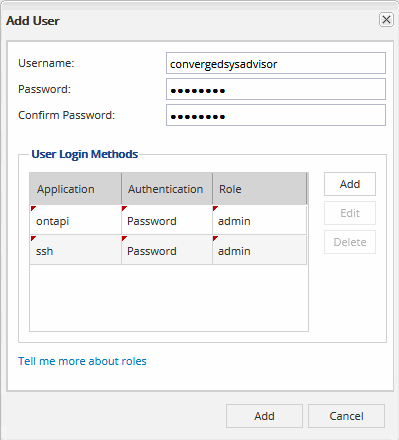 Add User
Username: convergedsysadvisor
Password: ●●●●●●●●
Confirm Password: ●●●●●●●●
User Login Methods
Application Authentication Role
ontapi Password admin
ssh Password admin
Add
Edit
Delete
Tell me more about roles
Add Cancel